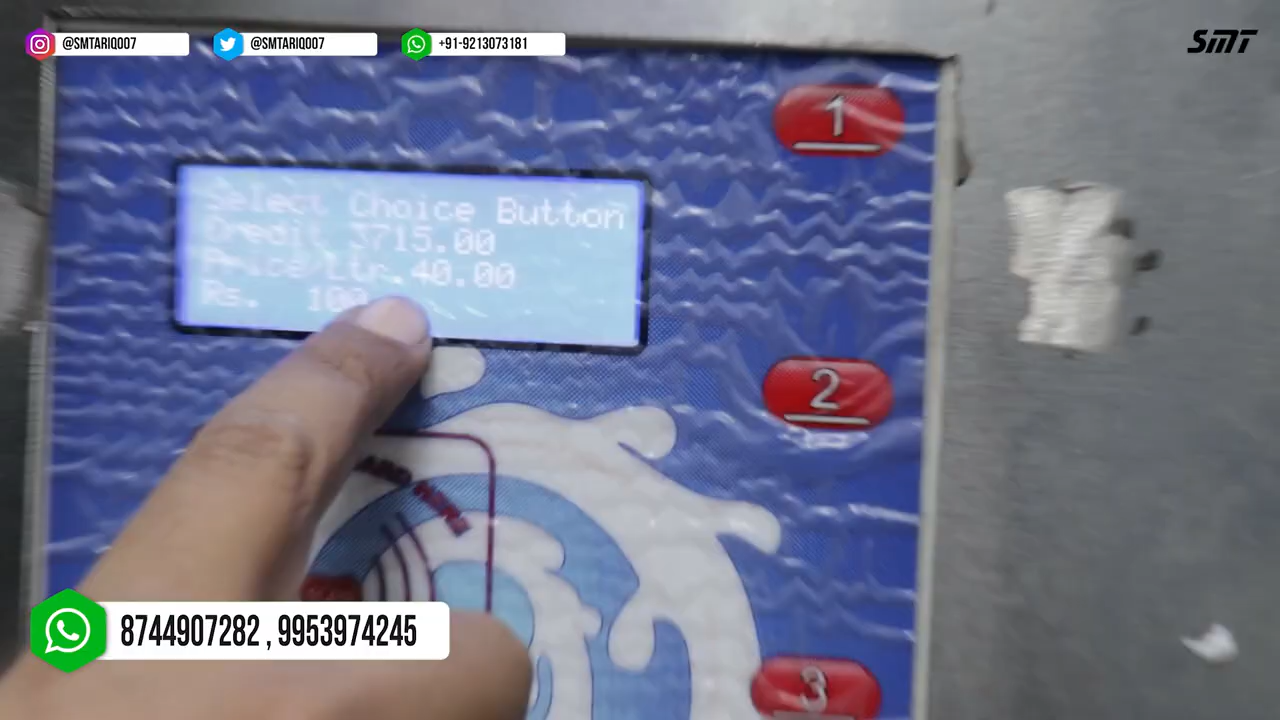 @SMTARIQ007
@SMTARIQ007
+91-9213073181
SMT
1
Select Choice Button
Credit 3715.00
Price/Ltr.40.00
Rs. 100
2
3
8744907282 , 9953974245